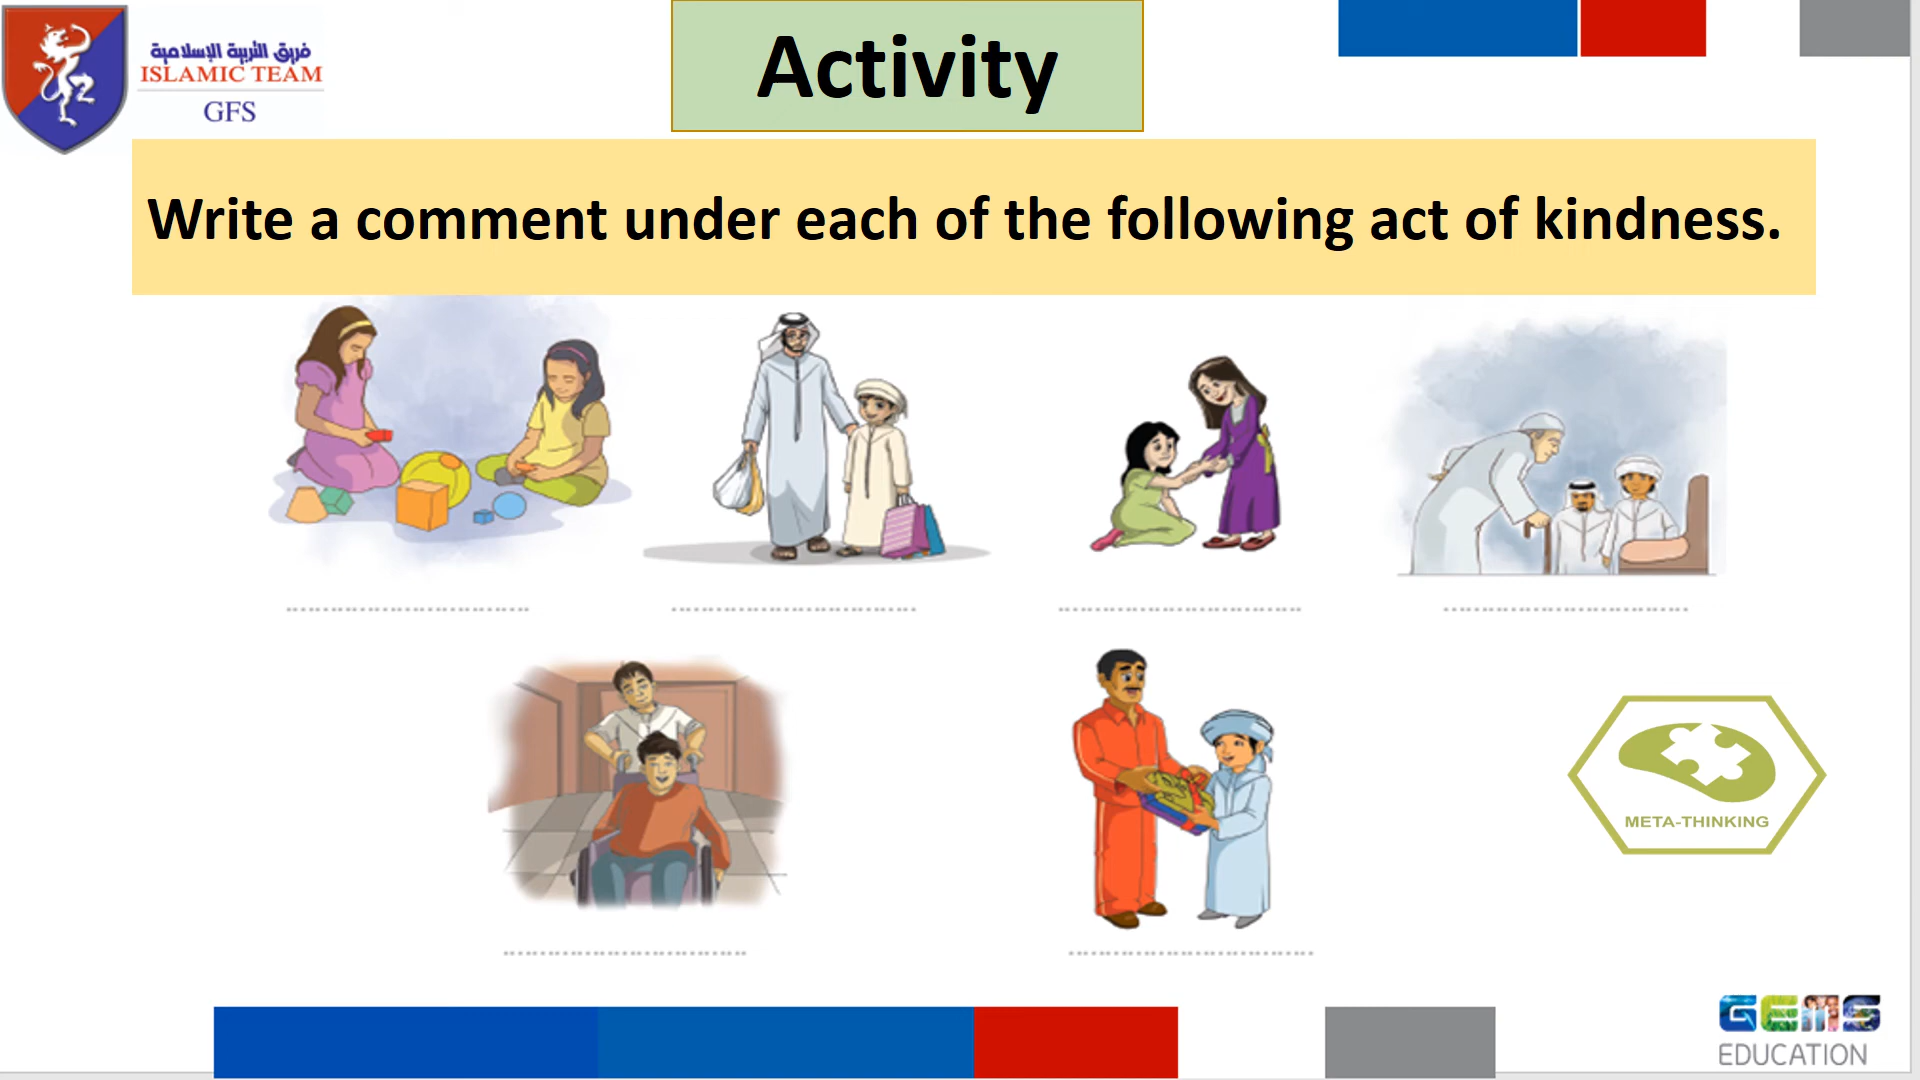 فريق التربية الإسلامية
ISLAMIC TEAM
GFS
Activity
Write a comment under each of the following act of kindness.
META-THINKING
GEMS
EDUCATION